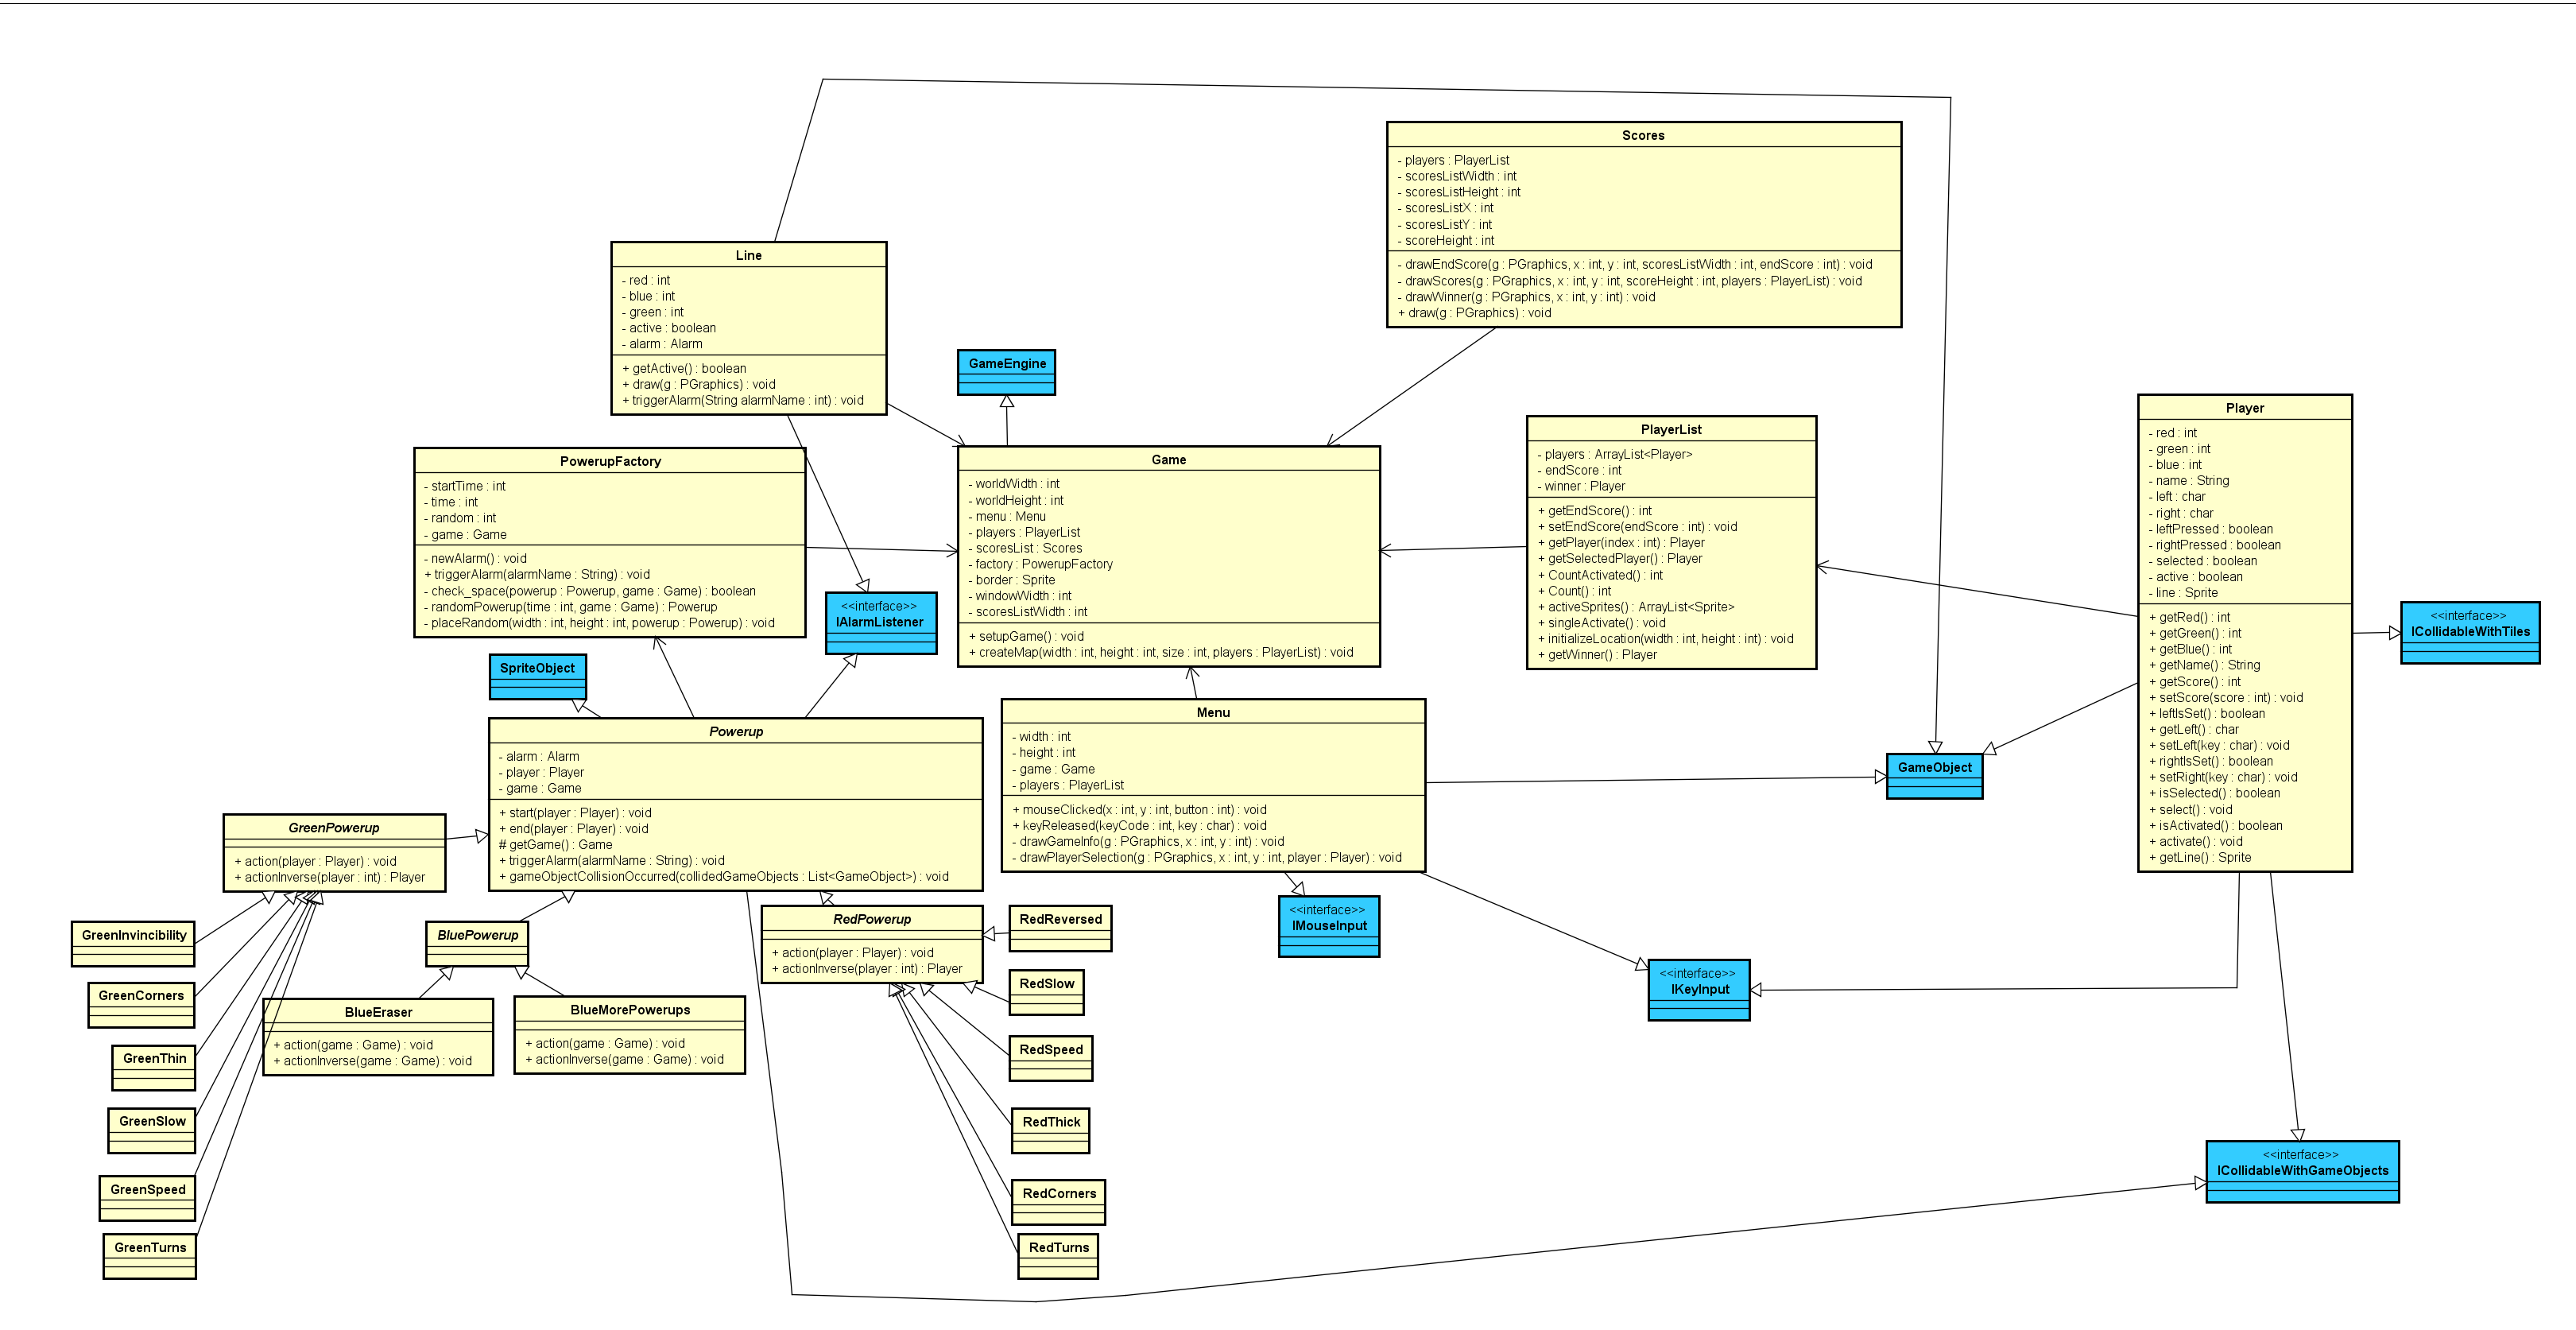 Scores
- players : PlayerList
- scoresListWidth : int
- scoresListHeight : int
- scoresListX : int
- scoresListY : int
- scoreHeight : int
- drawEndScore(g : PGraphics, x : int, y : int, scoresListWidth : int, endScore : int) : void
- drawScores(g : PGraphics, x : int, y : int, scoreHeight : int, players : PlayerList) : void
- drawWinner(g : PGraphics, x : int, y : int) : void
+ draw(g : PGraphics) : void
Line
- red : int
- blue : int
- green : int
- active : boolean
- alarm : Alarm
+ getActive() : boolean
+ draw(g : PGraphics) : void
+ triggerAlarm(String alarmName : int) : void
GameEngine
PowerupFactory
- startTime : int
- time : int
- random : int
- game : Game
- newAlarm() : void
+ triggerAlarm(alarmName : String) : void
- check_space(powerup : Powerup, game : Game) : boolean
- randomPowerup(time : int, game : Game) : Powerup
- placeRandom(width : int, height : int, powerup : Powerup) : void
Game
- worldWidth : int
- worldHeight : int
- menu : Menu
- players : PlayerList
- scoresList : Scores
- factory : PowerupFactory
- border : Sprite
- windowWidth : int
- scoresListWidth : int
+ setupGame() : void
+ createMap(width : int, height : int, size : int, players : PlayerList) : void
PlayerList
- players : ArrayList<Player>
- endScore : int
- winner : Player
+ getEndScore() : int
+ setEndScore(endScore : int) : void
+ getPlayer(index : int) : Player
+ getSelectedPlayer() : Player
+ CountActivated() : int
+ Count() : int
+ activeSprites() : ArrayList<Sprite>
+ singleActivate() : void
+ initializeLocation(width : int, height : int) : void
+ getWinner() : Player
Player
- red : int
- green : int
- blue : int
- name : String
- left : char
- right : char
- leftPressed : boolean
- rightPressed : boolean
- selected : boolean
- active : boolean
- line : Sprite
+ getRed() : int
+ getGreen() : int
+ getBlue() : int
+ getName() : String
+ getScore() : int
+ setScore(score : int) : void
+ leftIsSet() : boolean
+ getLeft() : char
+ setLeft(key : char) : void
+ rightIsSet() : boolean
+ setRight(key : char) : void
+ isSelected() : boolean
+ select() : void
+ isActivated() : boolean
+ activate() : void
+ getLine() : Sprite
<<interface>>
ICollidableWithTiles
<<interface>>
IAlarmListener
SpriteObject
Powerup
- alarm : Alarm
- player : Player
- game : Game
+ start(player : Player) : void
+ end(player : Player) : void
# getGame() : Game
+ triggerAlarm(alarmName : String) : void
+ gameObjectCollisionOccurred(collidedGameObjects : List<GameObject>) : void
Menu
- width : int
- height : int
- game : Game
- players : PlayerList
+ mouseClicked(x : int, y : int, button : int) : void
+ keyReleased(keyCode : int, key : char) : void
- drawGameInfo(g : PGraphics, x : int, y : int) : void
- drawPlayerSelection(g : PGraphics, x : int, y : int, player : Player) : void
GameObject
GreenPowerup
+ action(player : Player) : void
+ actionInverse(player : int) : Player
BluePowerup
RedPowerup
+ action(player : Player) : void
+ actionInverse(player : int) : Player
<<interface>>
IMouseInput
<<interface>>
IKeyInput
GreenInvincibility
GreenCorners
GreenThin
GreenSlow
GreenSpeed
GreenTurns
BlueEraser
+ action(game : Game) : void
+ actionInverse(game : Game) : void
BlueMorePowerups
+ action(game : Game) : void
+ actionInverse(game : Game) : void
RedReversed
RedSlow
RedSpeed
RedThick
RedCorners
RedTurns
<<interface>>
ICollidableWithGameObjects